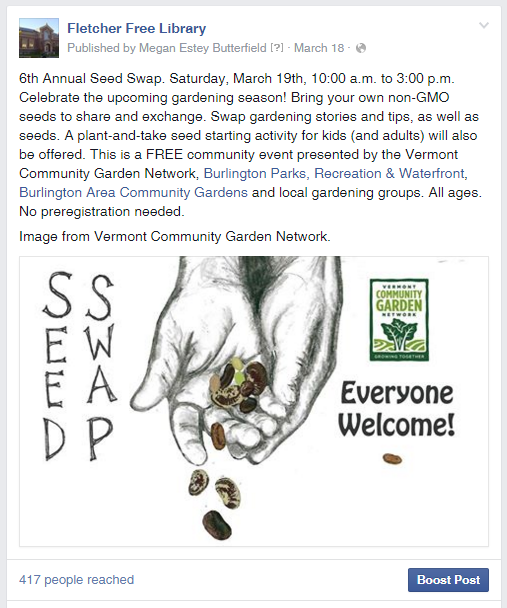 Fletcher Free Library
Published by Megan Estey Butterfield [?] · March 18 ·
6th Annual Seed Swap. Saturday, March 19th, 10:00 a.m. to 3:00 p.m.
Celebrate the upcoming gardening season! Bring your own non-GMO
seeds to share and exchange. Swap gardening stories and tips, as well as
seeds. A plant-and-take seed starting activity for kids (and adults) will also
be offered. This is a FREE community event presented by the Vermont
Community Garden Network, Burlington Parks, Recreation & Waterfront,
Burlington Area Community Gardens and local gardening groups. All ages.
No preregistration needed.
Image from Vermont Community Garden Network.
SEED
SWAP
VERMONT
COMMUNITY
GARDEN
NETWORK
GROWING TOGETHER
Everyone
Welcome!
417 people reached
Boost Post